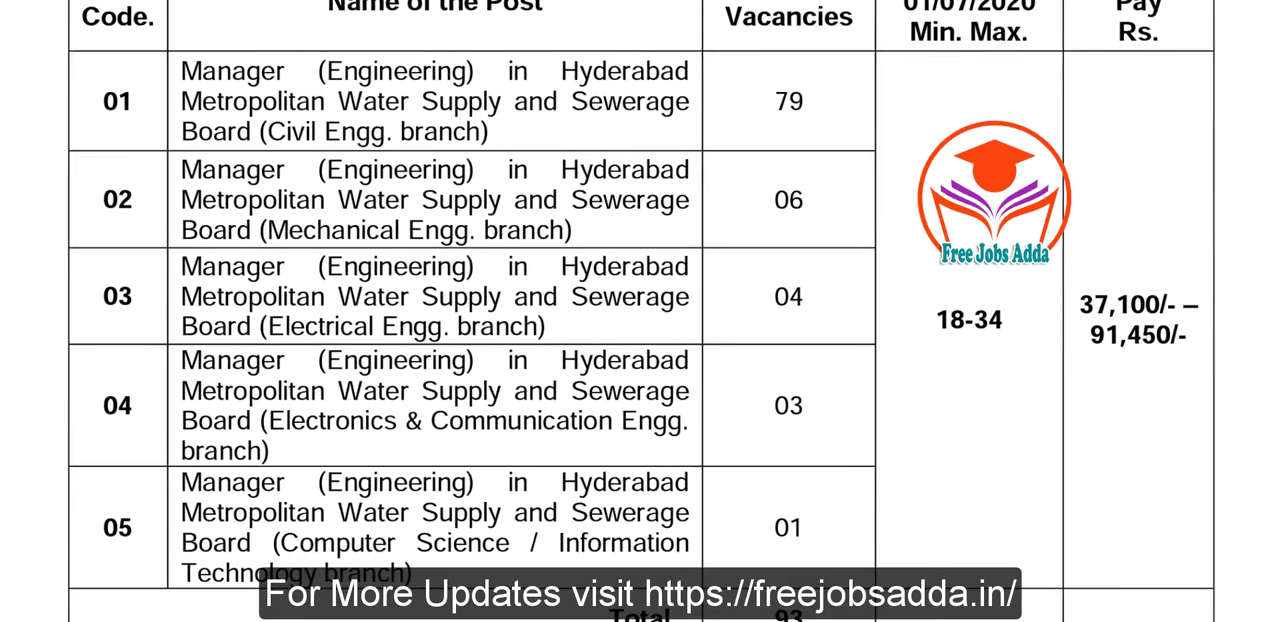 Name of the Post
01/07/2020
Pay
Code.
Vacancies
Min. Max.
Rs.
01
Manager (Engineering) in Hyderabad
Metropolitan Water Supply and Sewerage
Board (Civil Engg. branch)
79
02
Manager (Engineering) in Hyderabad
Metropolitan Water Supply and Sewerage
Board (Mechanical Engg. branch)
06
03
Manager (Engineering) in Hyderabad
Metropolitan Water Supply and Sewerage
Board (Electrical Engg. branch)
04
04
Manager (Engineering) in Hyderabad
Metropolitan Water Supply and Sewerage
Board (Electronics & Communication Engg.
branch)
03
05
Manager (Engineering) in Hyderabad
Metropolitan Water Supply and Sewerage
Board (Computer Science / Information
Technology branch)
01
Free Jobs Adda
18-34
37,100/- –
91,450/-
For More Updates visit https://freejobsadda.in/
Total
93